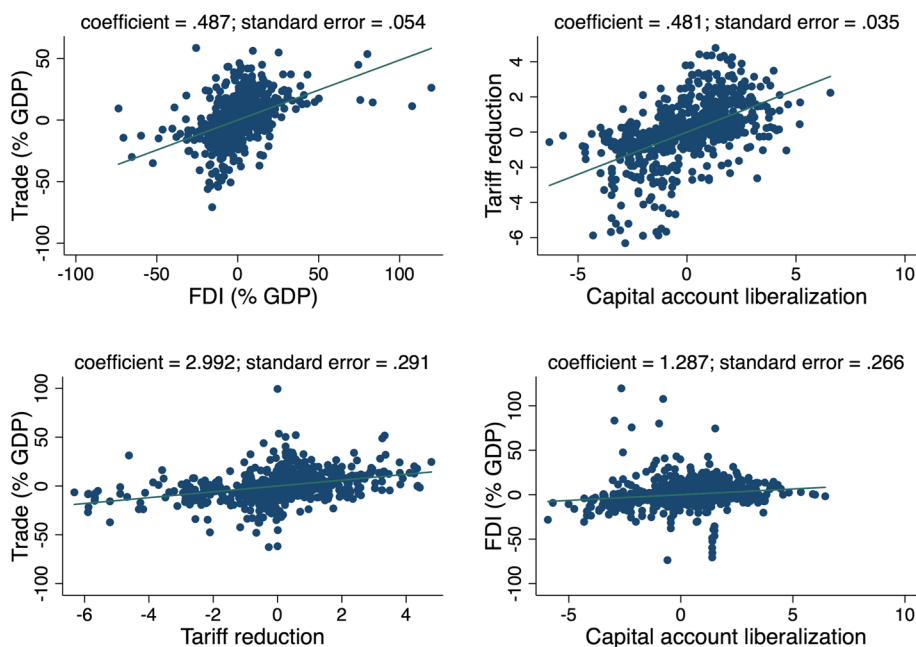 coefficient = .487; standard error = .054
Trade (% GDP)
50
0
-50
-100
-100 -50 0 50 100
FDI (% GDP)
coefficient = .481; standard error = .035
Tariff reduction
4
2
0
-2
-4
-6
-5 0 5 10
Capital account liberalization
coefficient = 2.992; standard error = .291
Trade (% GDP)
100
50
0
-50
-100
-6 -4 -2 0 2 4
Tariff reduction
coefficient = 1.287; standard error = .266
FDI (% GDP)
100
50
0
-50
-100
-5 0 5 10
Capital account liberalization